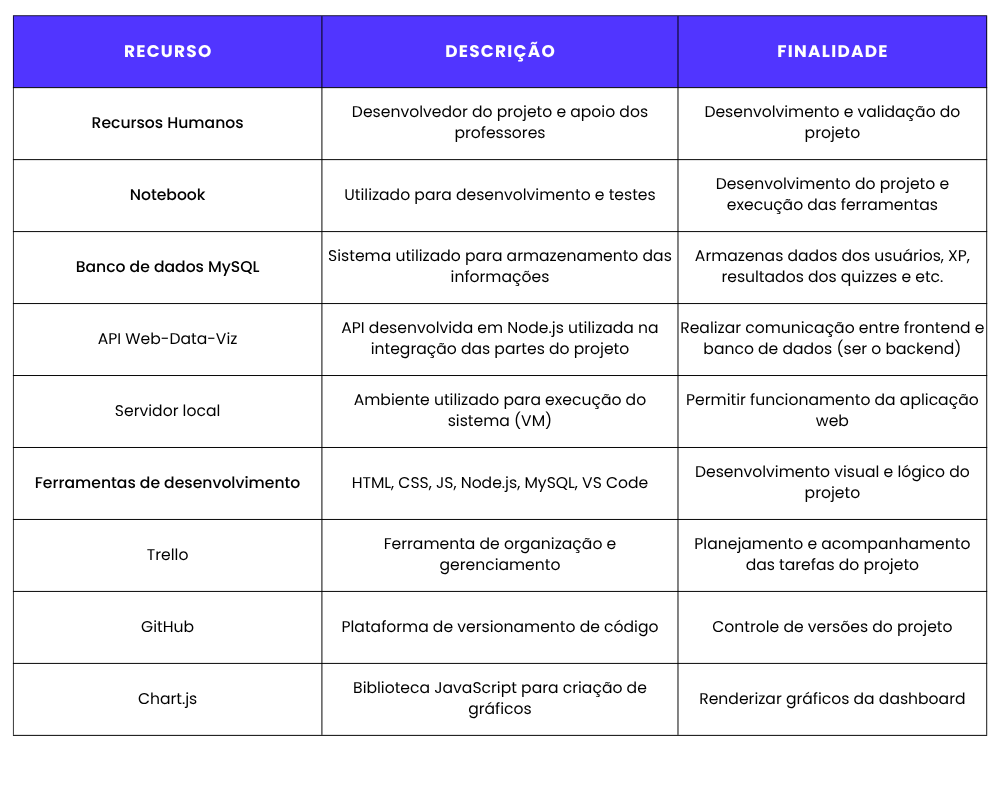 RECURSO
DESCRIÇÃO
FINALIDADE
Recursos Humanos
Desenvolvedor do projeto e apoio dos
professores
Desenvolvimento e validação do
projeto
Notebook
Utilizado para desenvolvimento e testes
Desenvolvimento do projeto e
execução das ferramentas
Banco de dados MySQL
Sistema utilizado para armazenamento das
informações
Armazenas dados dos usuários, XP,
resultados dos quizzes e etc.
API Web-Data-Viz
API desenvolvida em Node.js utilizada na
integração das partes do projeto
Realizar comunicação entre frontend e
banco de dados (ser o backend)
Servidor local
Ambiente utilizado para execução do
sistema (VM)
Permitir funcionamento da aplicação
web
Ferramentas de desenvolvimento
HTML, CSS, JS, Node.js, MySQL, VS Code
Desenvolvimento visual e lógico do
projeto
Trello
Ferramenta de organização e
gerenciamento
Planejamento e acompanhamento
das tarefas do projeto
GitHub
Plataforma de versionamento de código
Controle de versões do projeto
Chart.js
Biblioteca JavaScript para criação de
gráficos
Renderizar gráficos da dashboard